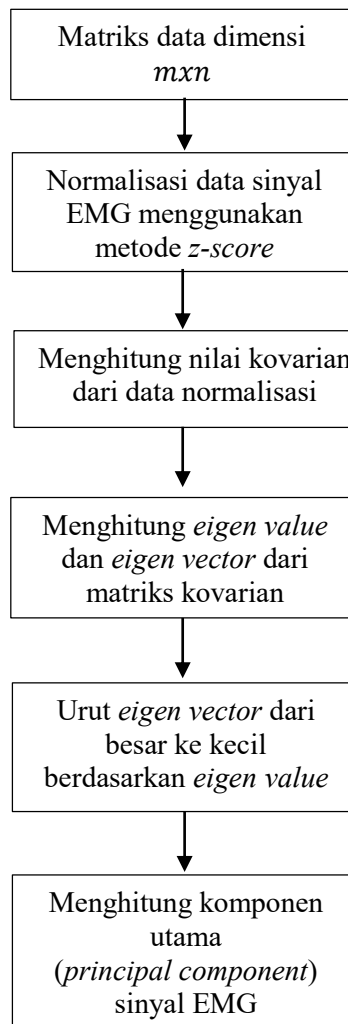 Matriks data dimensi
mxn
Normalisasi data sinyal
EMG menggunakan
metode z-score
Menghitung nilai kovarian
dari data normalisasi
Menghitung eigen value
dan eigen vector dari
matriks kovarian
Urut eigen vector dari
besar ke kecil
berdasarkan eigen value
Menghitung komponen
utama
(principal component)
sinyal EMG